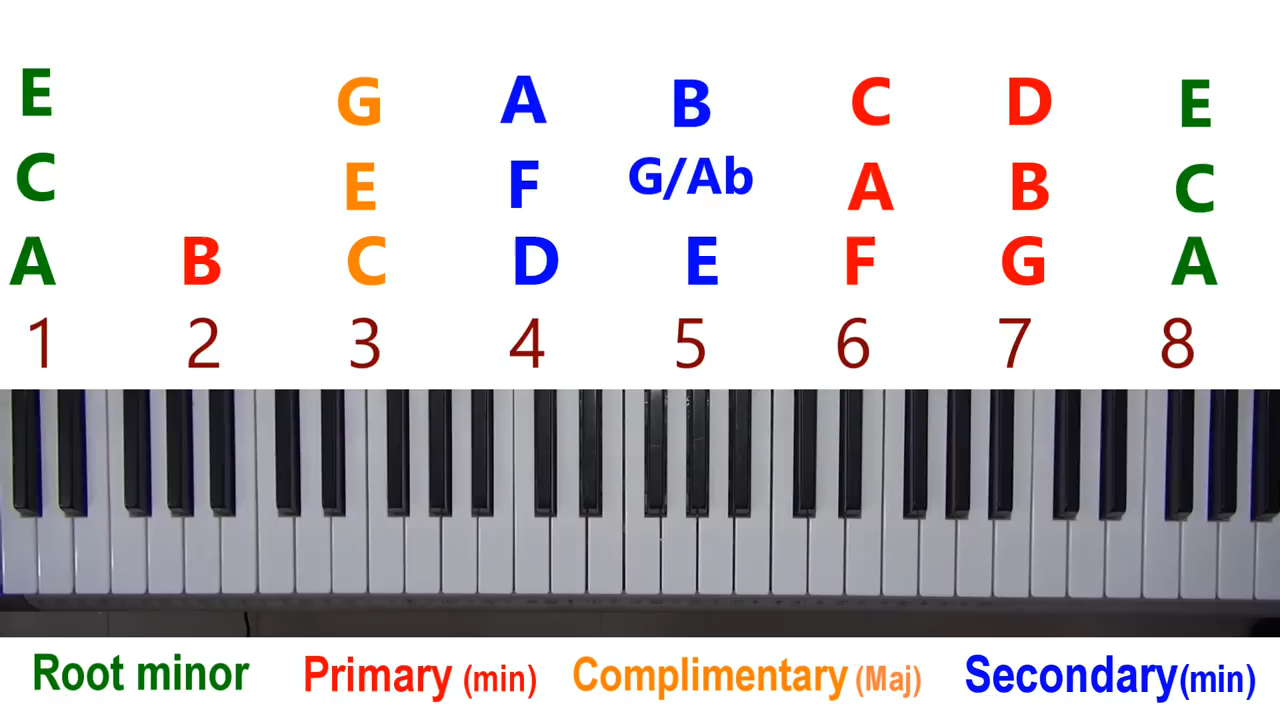 E G A B C D E
C E F G/Ab A B C
A B C D E F G A
1 2 3 4 5 6 7 8
Root minor Primary (min) Complimentary (Maj) Secondary(min)